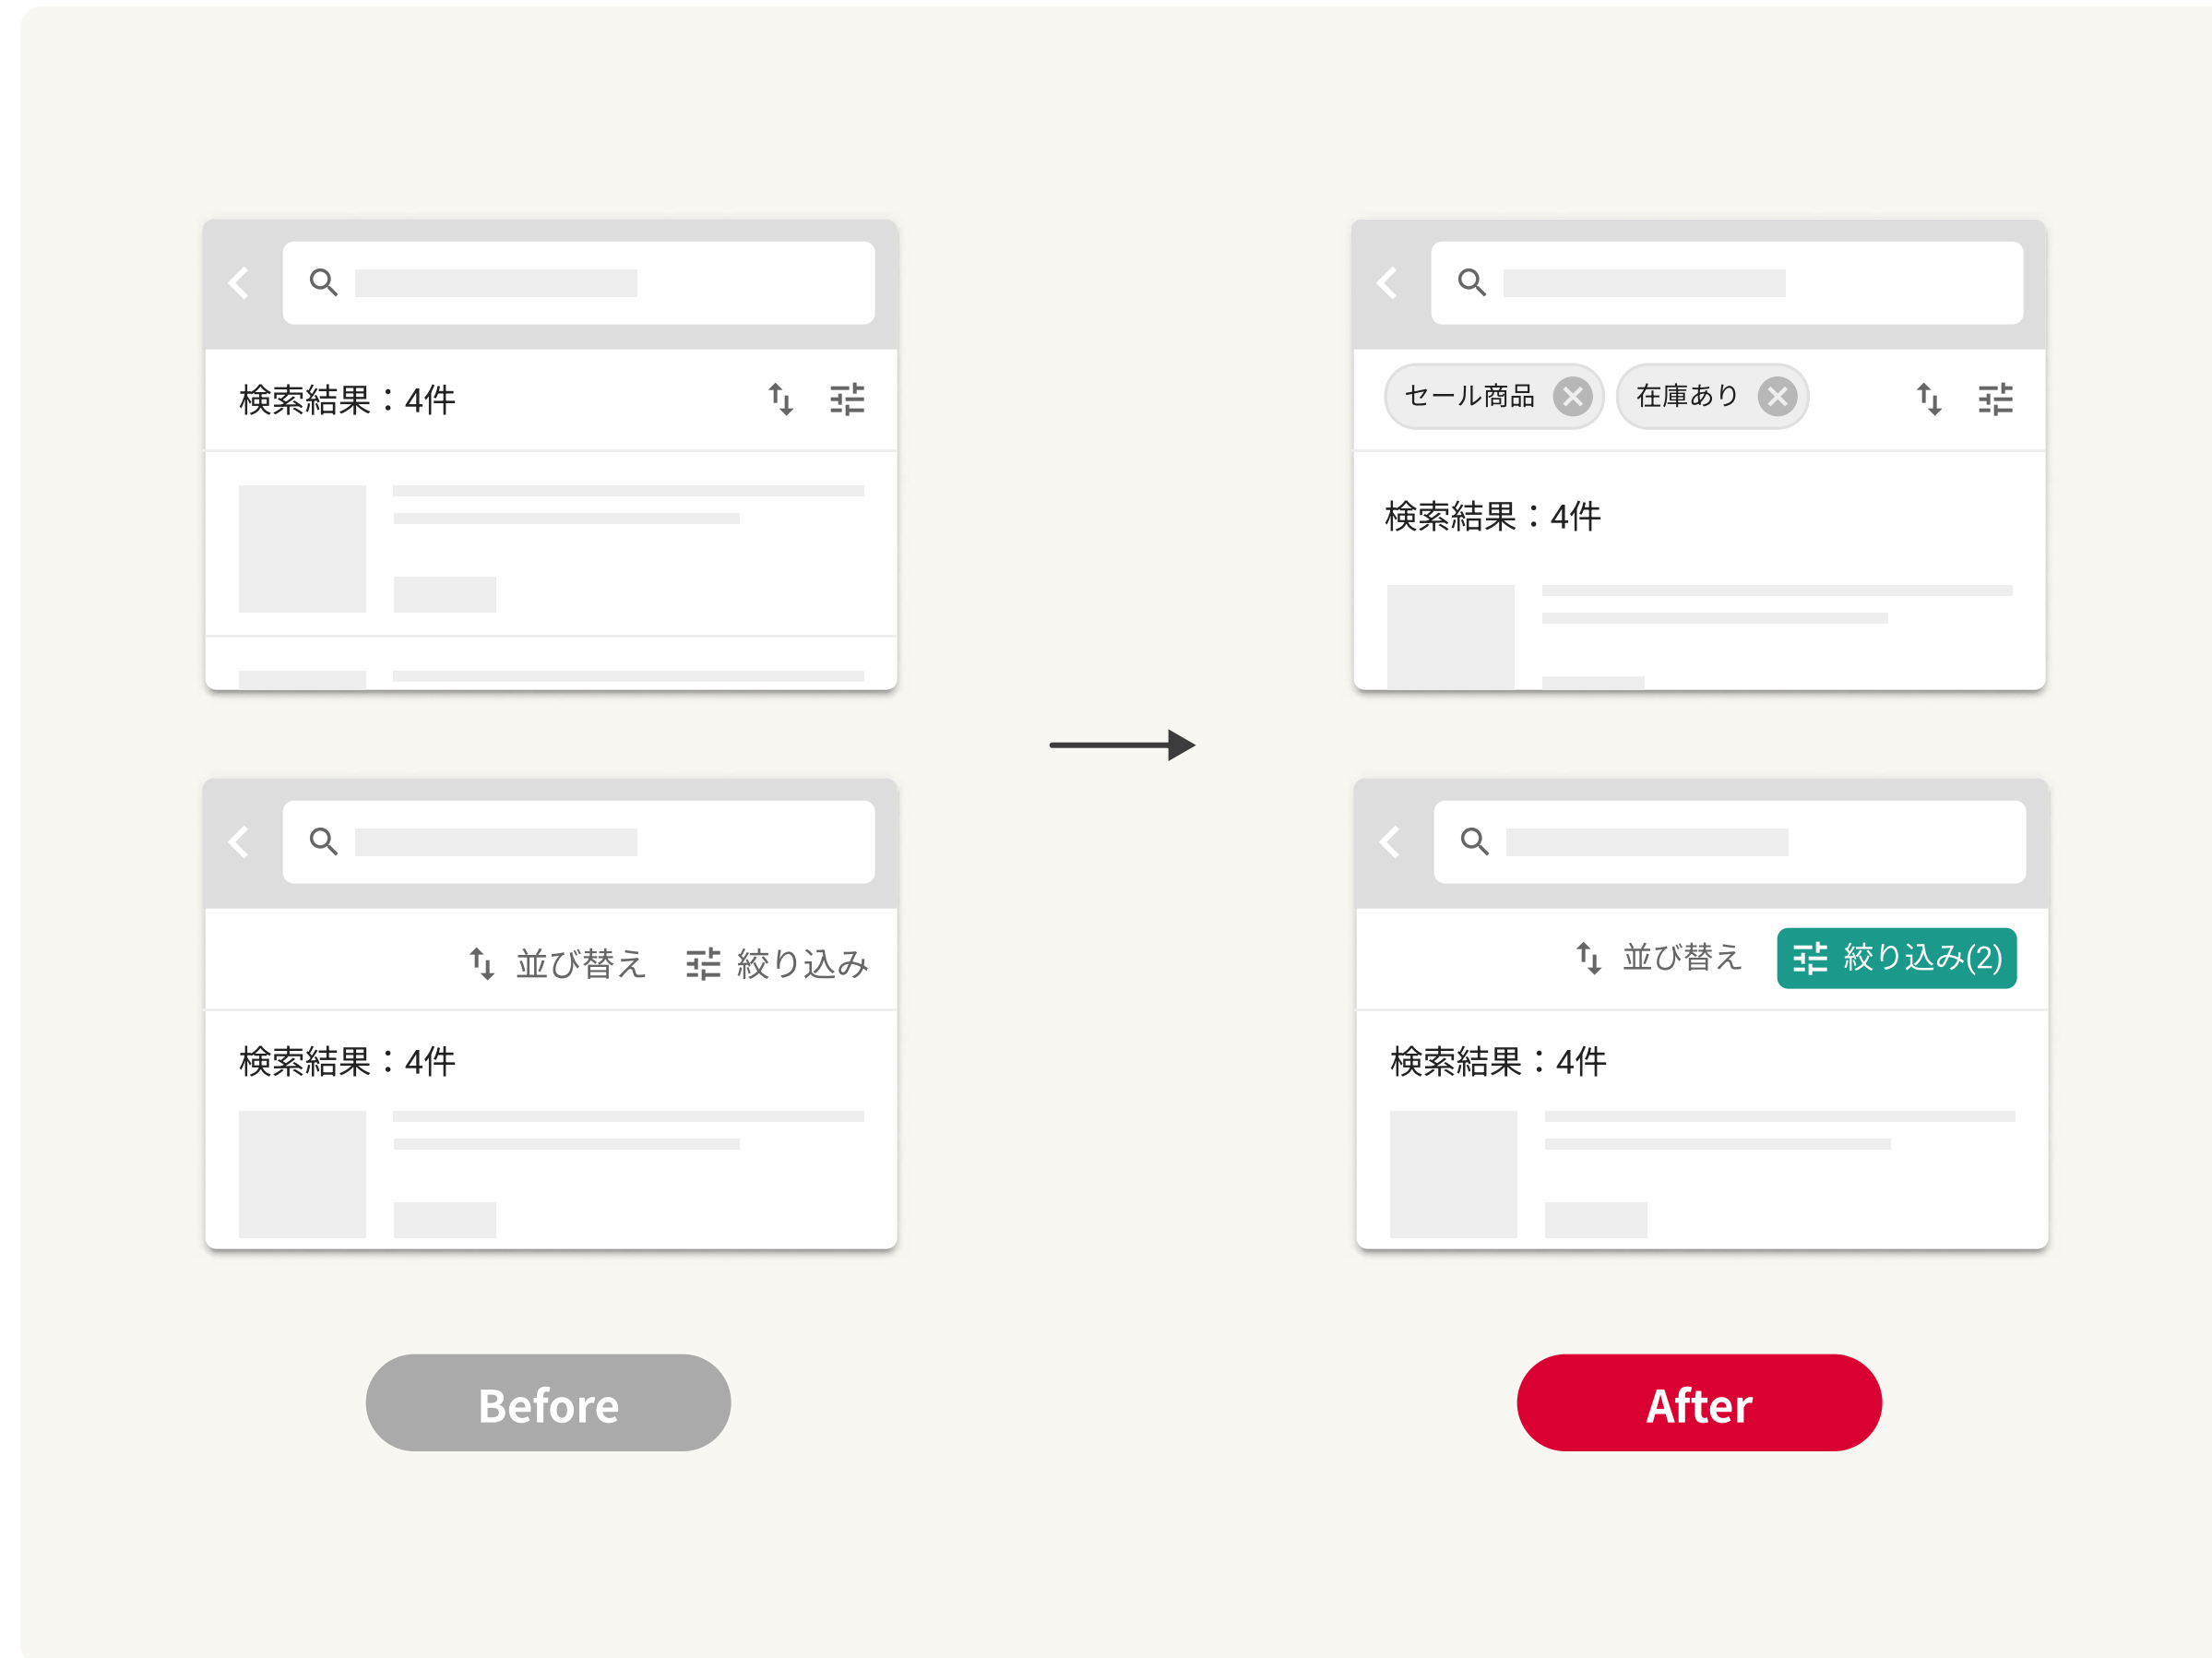 検索結果：4件
セール商品 在庫あり
検索結果：4件
並び替え 絞り込み
検索結果：4件
並び替え 絞り込み(2)
検索結果：4件
Before
After